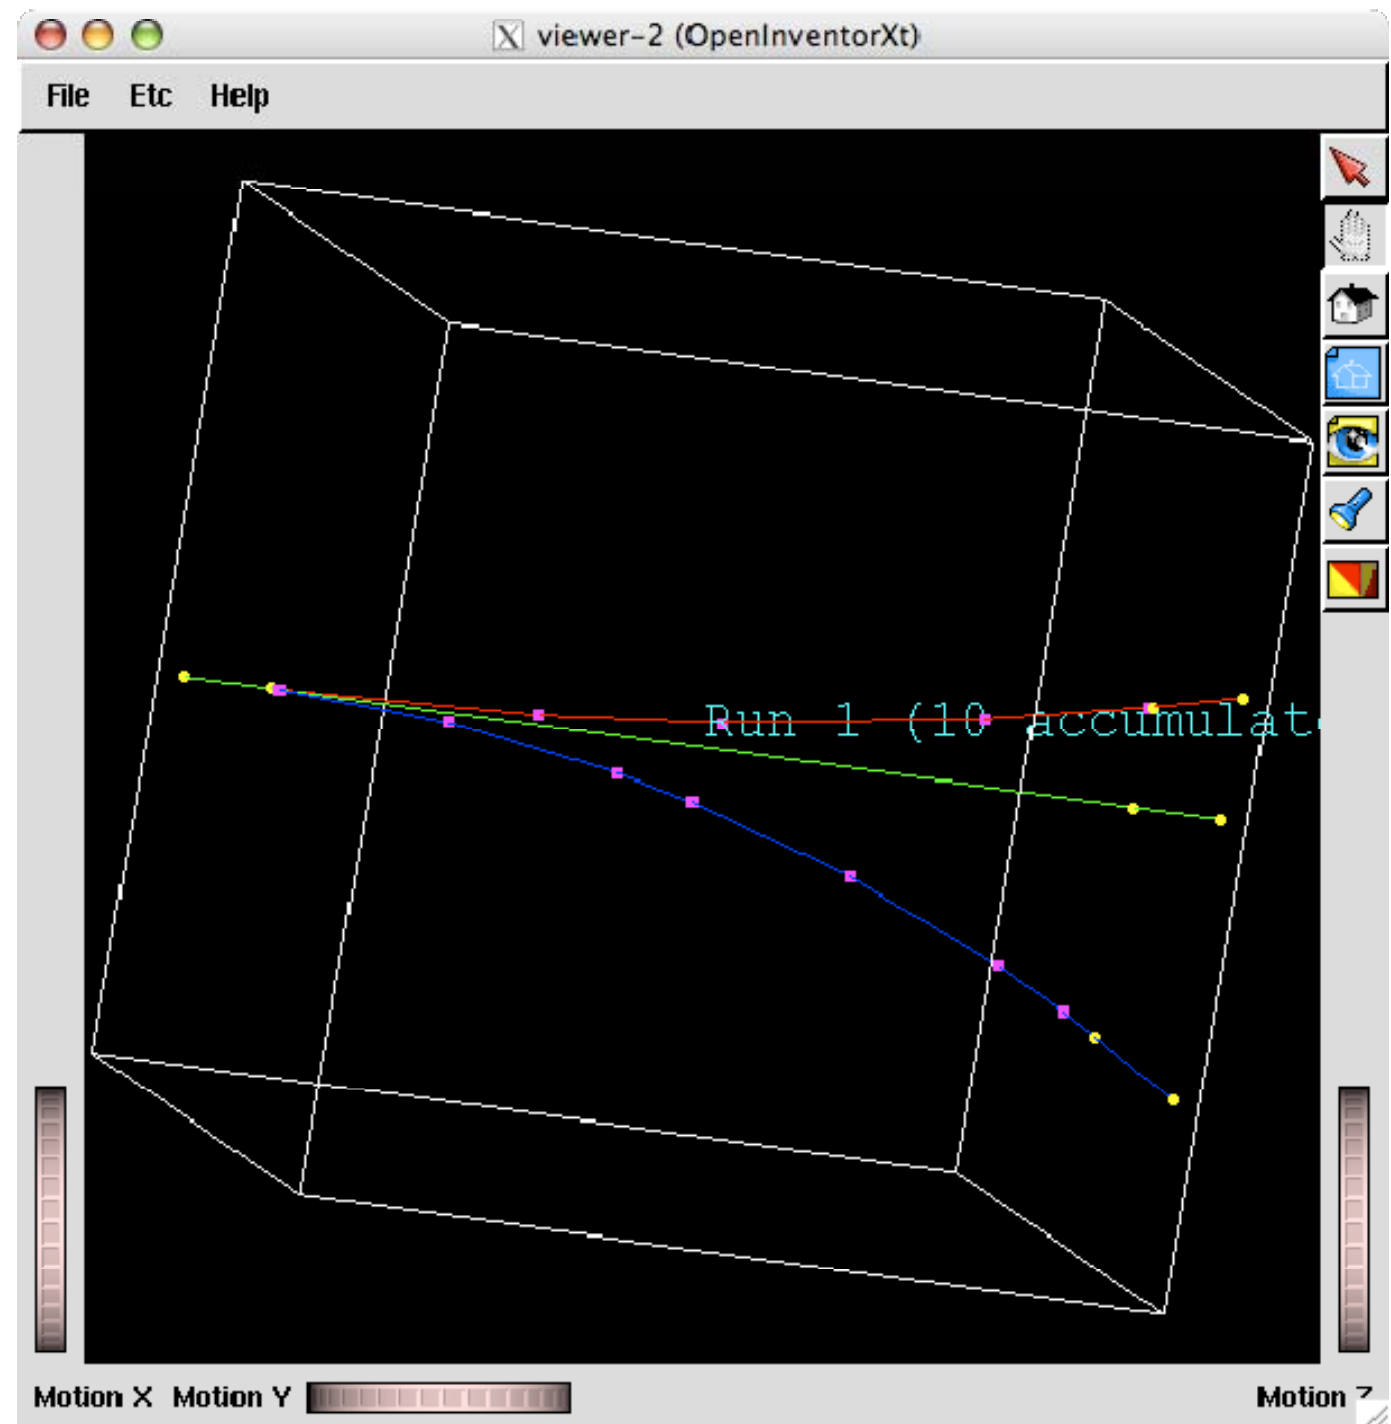 viewer-2 (OpenInventorXt)
File Etc Help
Run 1 (10 accumulat
Motion X Motion Y Motion Z